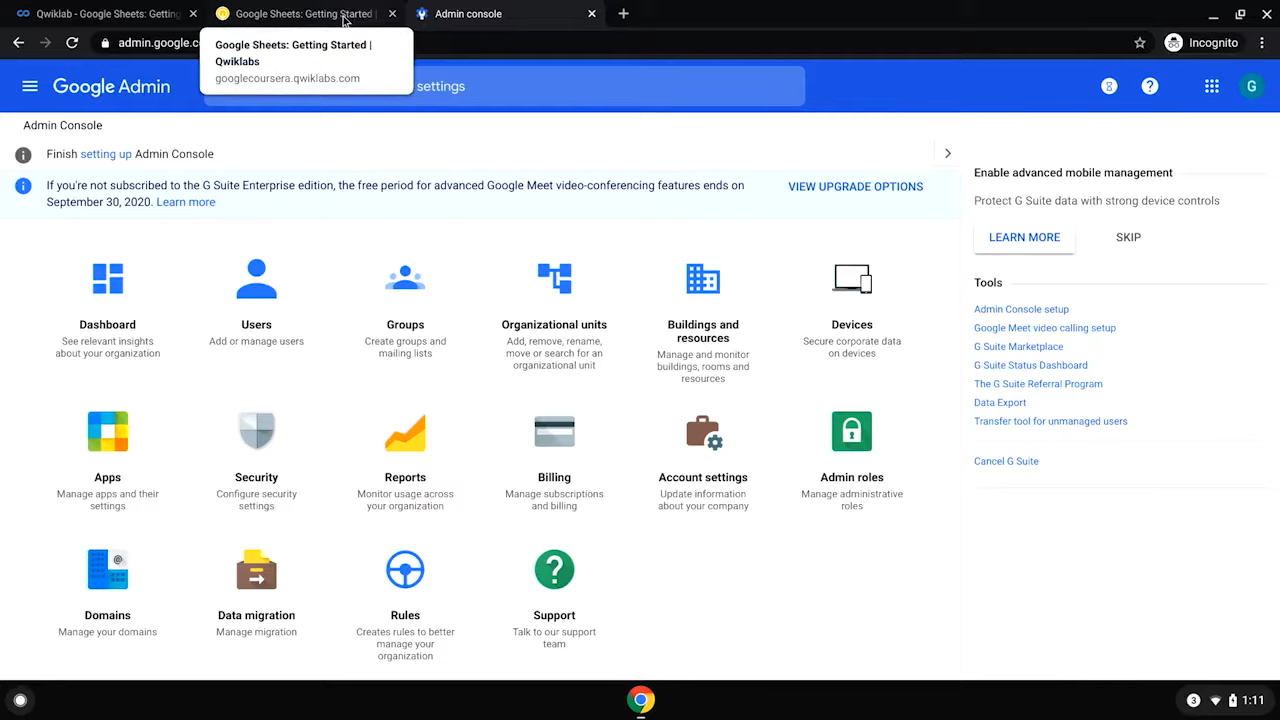 Qwiklab - Google Sheets: Getting
Google Sheets: Getting Started |
Admin console
admin.google.c
Incognito
Google Sheets: Getting Started |
Qwiklabs
googlecoursera.qwiklabs.com
Google Admin
settings
G
Admin Console
Finish setting up Admin Console
If you're not subscribed to the G Suite Enterprise edition, the free period for advanced Google Meet video-conferencing features ends on
September 30, 2020. Learn more
VIEW UPGRADE OPTIONS
Enable advanced mobile management
Protect G Suite data with strong device controls
LEARN MORE
SKIP
Tools
Admin Console setup
Google Meet video calling setup
G Suite Marketplace
G Suite Status Dashboard
The G Suite Referral Program
Data Export
Transfer tool for unmanaged users
Cancel G Suite
Dashboard
See relevant insights
about your organization
Users
Add or manage users
Groups
Create groups and
mailing lists
Organizational units
Add, remove, rename,
move or search for an
organizational unit
Buildings and
resources
Manage and monitor
buildings, rooms and
resources
Devices
Secure corporate data
on devices
Apps
Manage apps and their
settings
Security
Configure security
settings
Reports
Monitor usage across
your organization
Billing
Manage subscriptions
and billing
Account settings
Update information
about your company
Admin roles
Manage administrative
roles
Domains
Manage your domains
Data migration
Manage migration
Rules
Creates rules to better
manage your
organization
Support
Talk to our support
team
3
1:11